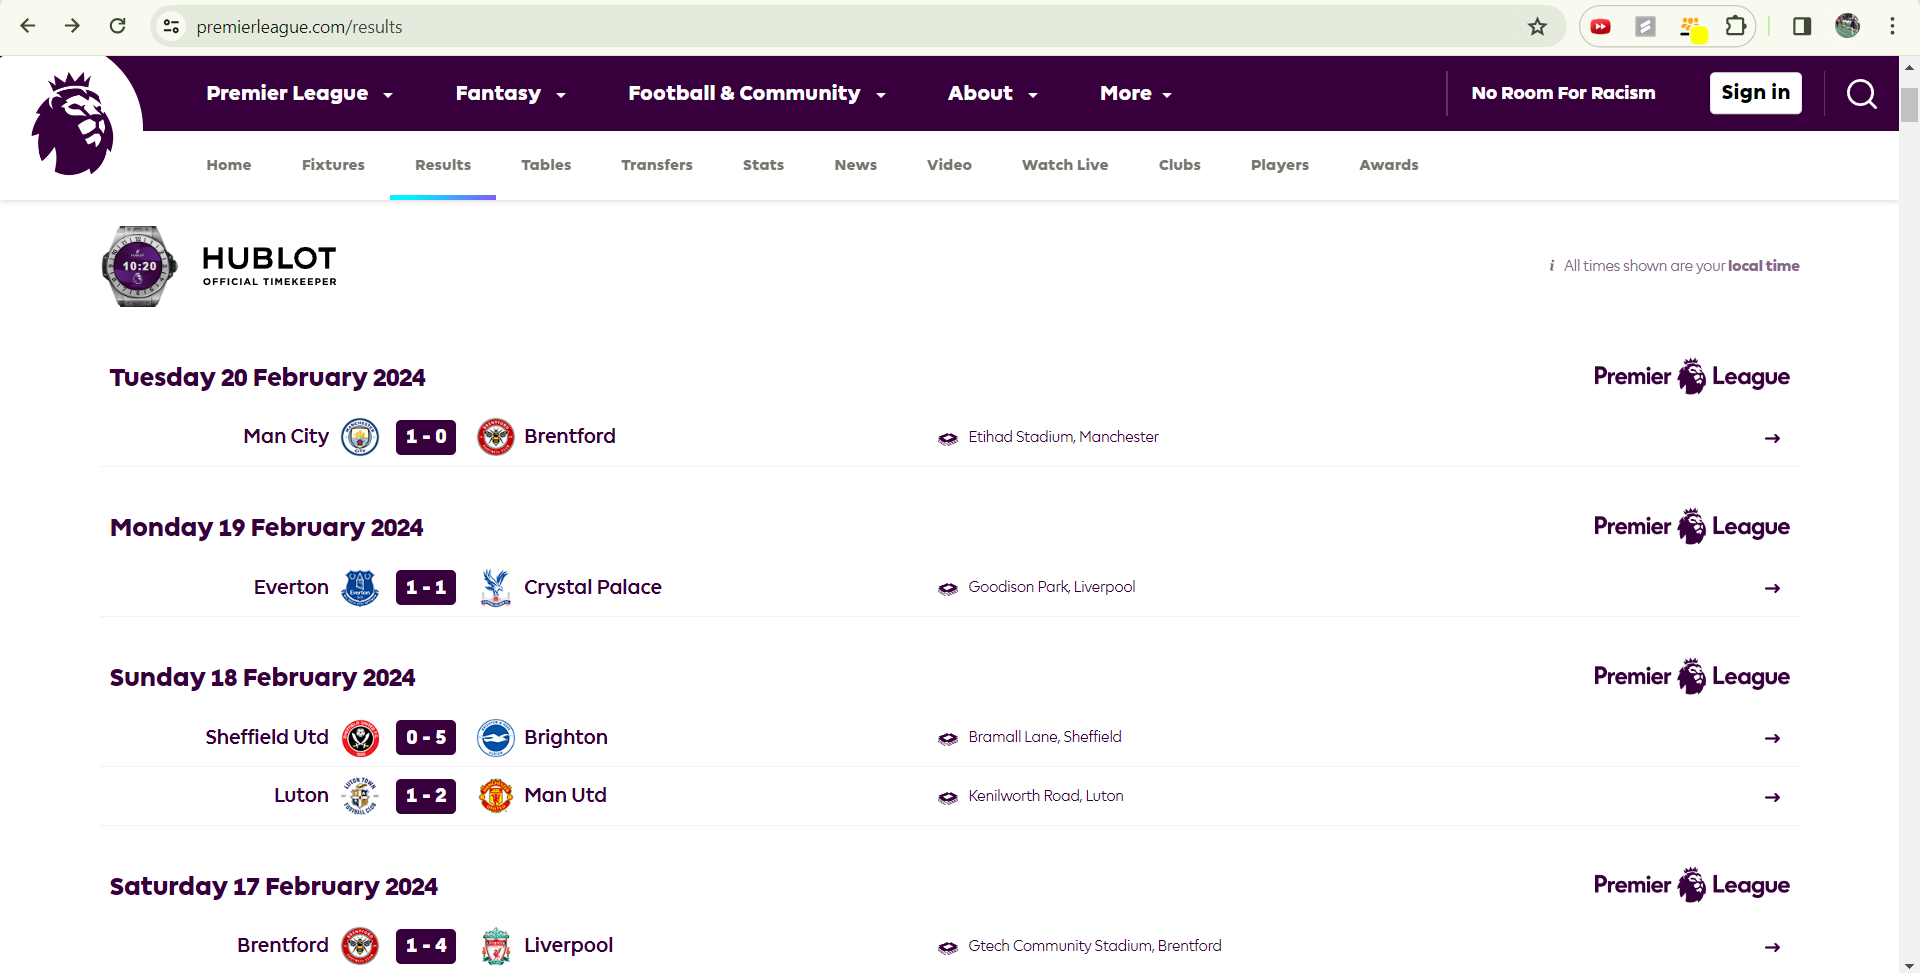 premierleague.com/results
Premier League Fantasy Football & Community About More No Room For Racism Sign in
Home Fixtures Results Tables Transfers Stats News Video Watch Live Clubs Players Awards
10:20 HUBLOT
OFFICIAL TIMEKEEPER
i All times shown are your local time
Tuesday 20 February 2024 Premier League
Man City 1 - 0 Brentford Etihad Stadium, Manchester
Monday 19 February 2024 Premier League
Everton 1 - 1 Crystal Palace Goodison Park, Liverpool
Sunday 18 February 2024 Premier League
Sheffield Utd 0 - 5 Brighton Bramall Lane, Sheffield
Luton 1 - 2 Man Utd Kenilworth Road, Luton
Saturday 17 February 2024 Premier League
Brentford 1 - 4 Liverpool Gtech Community Stadium, Brentford